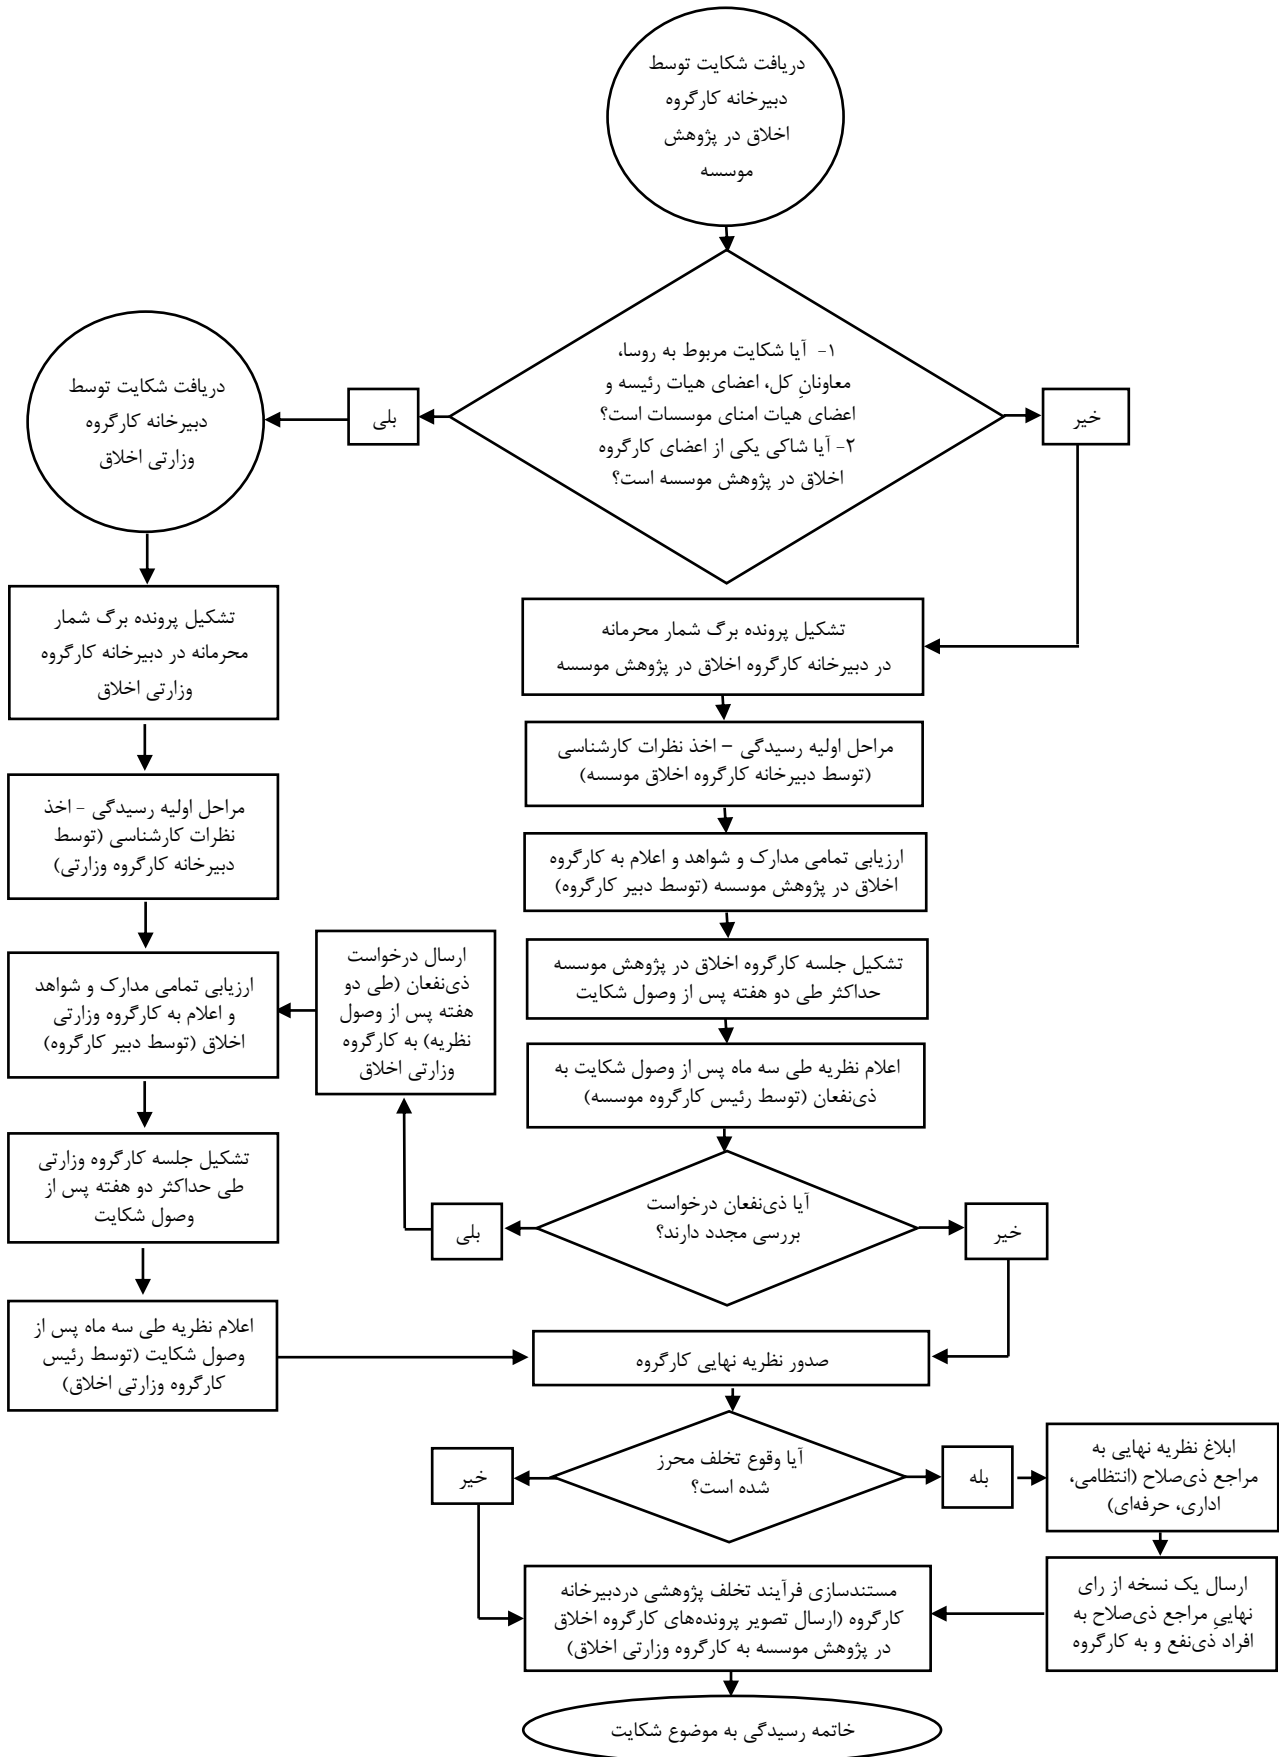 دریافت شکایت توسط
دبیرخانه کارگروه
اخلاق در پژوهش
موسسه
۱- آیا شکایت مربوط به روسا،
معاونانِ کل، اعضای هیات رئیسه و
اعضای هیات امنای موسسات است؟
۲- آیا شاکی یکی از اعضای کارگروه
اخلاق در پژوهش موسسه است؟
خیر
بلی
دریافت شکایت توسط
دبیرخانه کارگروه
وزارتی اخلاق
تشکیل پرونده برگ شمار
محرمانه در دبیرخانه کارگروه
وزارتی اخلاق
مراحل اولیه رسیدگی - اخذ
نظرات کارشناسی (توسط
دبیرخانه کارگروه وزارتی)
ارزیابی تمامی مدارک و شواهد
و اعلام به کارگروه وزارتی
اخلاق (توسط دبیر کارگروه)
تشکیل جلسه کارگروه وزارتی
طی حداکثر دو هفته پس از
وصول شکایت
اعلام نظریه طی سه ماه پس از
وصول شکایت (توسط رئیس
کارگروه وزارتی اخلاق)
تشکیل پرونده برگ شمار محرمانه
در دبیرخانه کارگروه اخلاق در پژوهش موسسه
مراحل اولیه رسیدگی – اخذ نظرات کارشناسی
(توسط دبیرخانه کارگروه اخلاق موسسه)
ارزیابی تمامی مدارک و شواهد و اعلام به کارگروه
اخلاق در پژوهش موسسه (توسط دبیر کارگروه)
تشکیل جلسه کارگروه اخلاق در پژوهش موسسه
حداکثر طی دو هفته پس از وصول شکایت
اعلام نظریه طی سه ماه پس از وصول شکایت به
ذی‌نفعان (توسط رئیس کارگروه موسسه)
آیا ذی‌نفعان درخواست
بررسی مجدد دارند؟
خیر
بلی
ارسال درخواست
ذی‌نفعان (طی دو
هفته پس از وصول
نظریه) به کارگروه
وزارتی اخلاق
صدور نظریه نهایی کارگروه
آیا وقوع تخلف محرز
شده است؟
بله
خیر
ابلاغ نظریه نهایی به
مراجع ذی‌صلاح (انتظامی،
اداری، حرفه‌ای)
ارسال یک نسخه از رای
نهاییِ مراجع ذی‌صلاح به
افراد ذی‌نفع و به کارگروه
مستندسازی فرآیند تخلف پژوهشی دردبیرخانه
کارگروه (ارسال تصویر پرونده‌های کارگروه اخلاق
در پژوهش موسسه به کارگروه وزارتی اخلاق)
خاتمه رسیدگی به موضوع شکایت